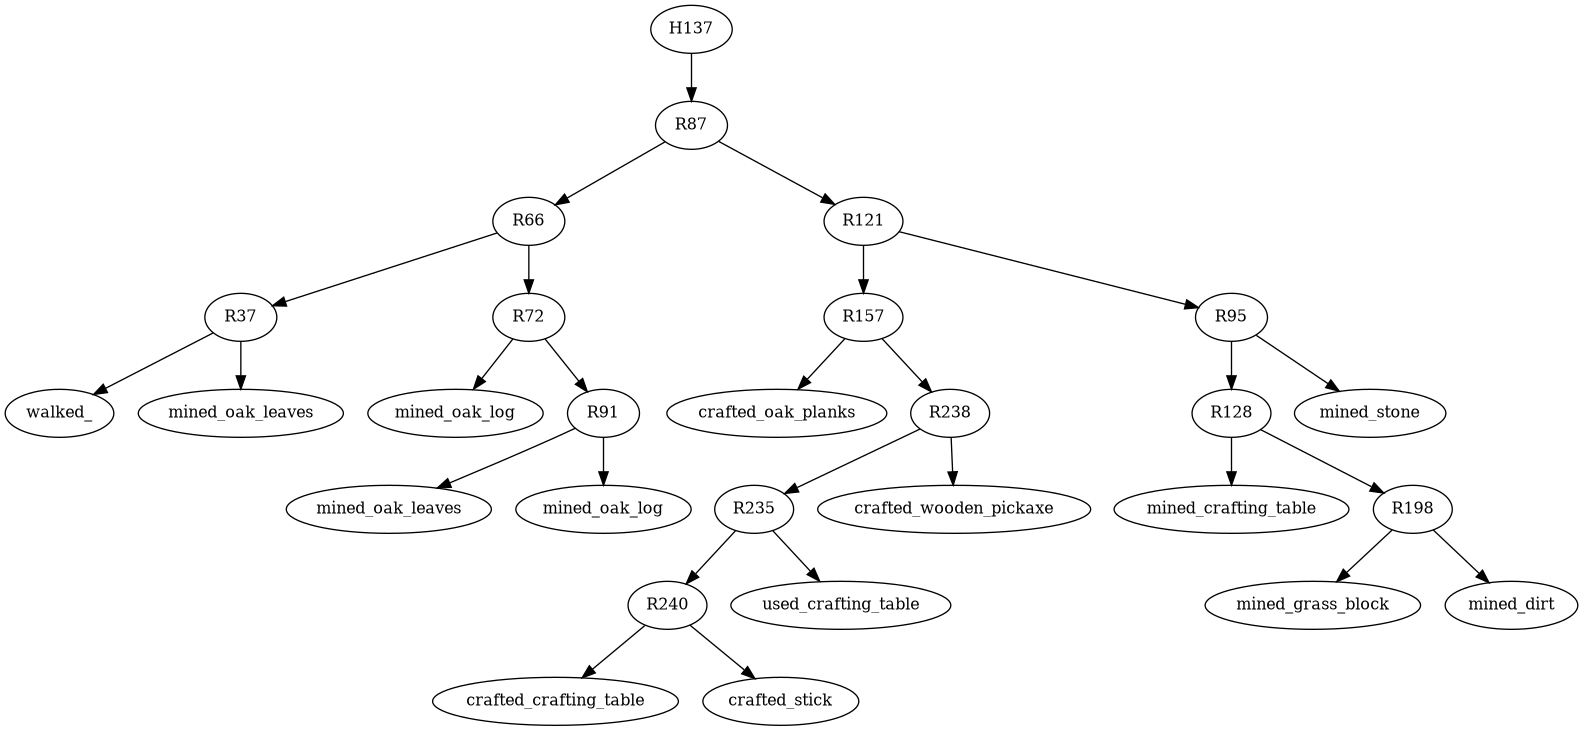 H137
R87
R66
R121
R37
R72
R157
R95
walked_
mined_oak_leaves
mined_oak_log
R91
crafted_oak_planks
R238
R128
mined_stone
mined_oak_leaves
mined_oak_log
R235
crafted_wooden_pickaxe
mined_crafting_table
R198
R240
used_crafting_table
mined_grass_block
mined_dirt
crafted_crafting_table
crafted_stick